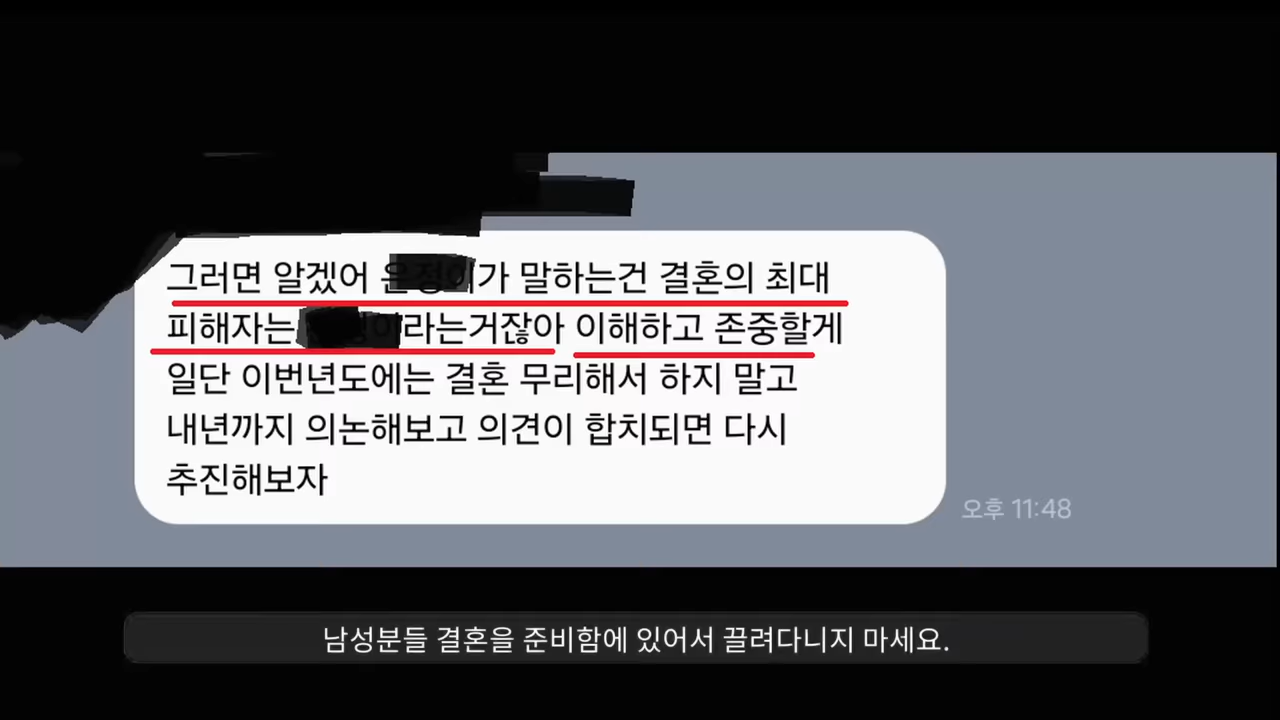 그러면 알겠어 가 말하는건 결혼의 최대
피해자는 라는거잖아 이해하고 존중할게
일단 이번년도에는 결혼 무리해서 하지 말고
내년까지 의논해보고 의견이 합치되면 다시
추진해보자
오후 11:48
남성분들 결혼을 준비함에 있어서 끌려다니지 마세요.